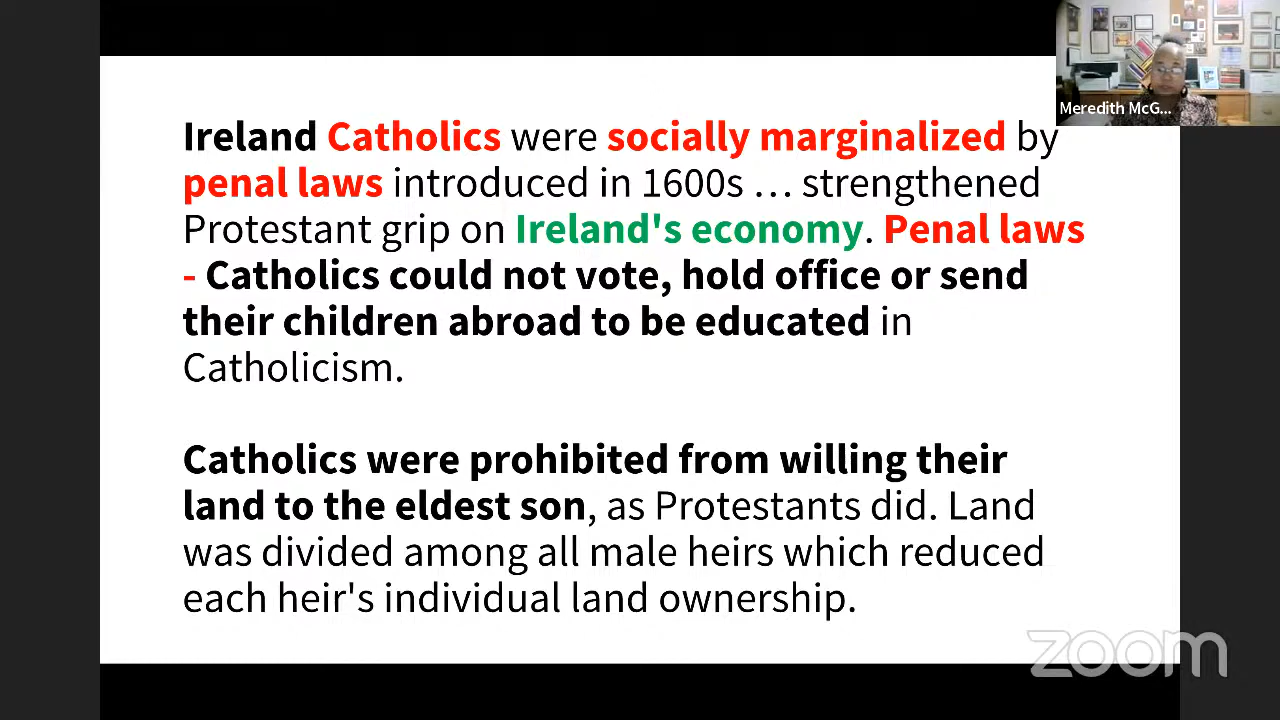 Meredith McG...
Ireland Catholics were socially marginalized by
penal laws introduced in 1600s ... strengthened
Protestant grip on Ireland's economy. Penal laws
- Catholics could not vote, hold office or send
their children abroad to be educated in
Catholicism.
Catholics were prohibited from willing their
land to the eldest son, as Protestants did. Land
was divided among all male heirs which reduced
each heir's individual land ownership.
zoom